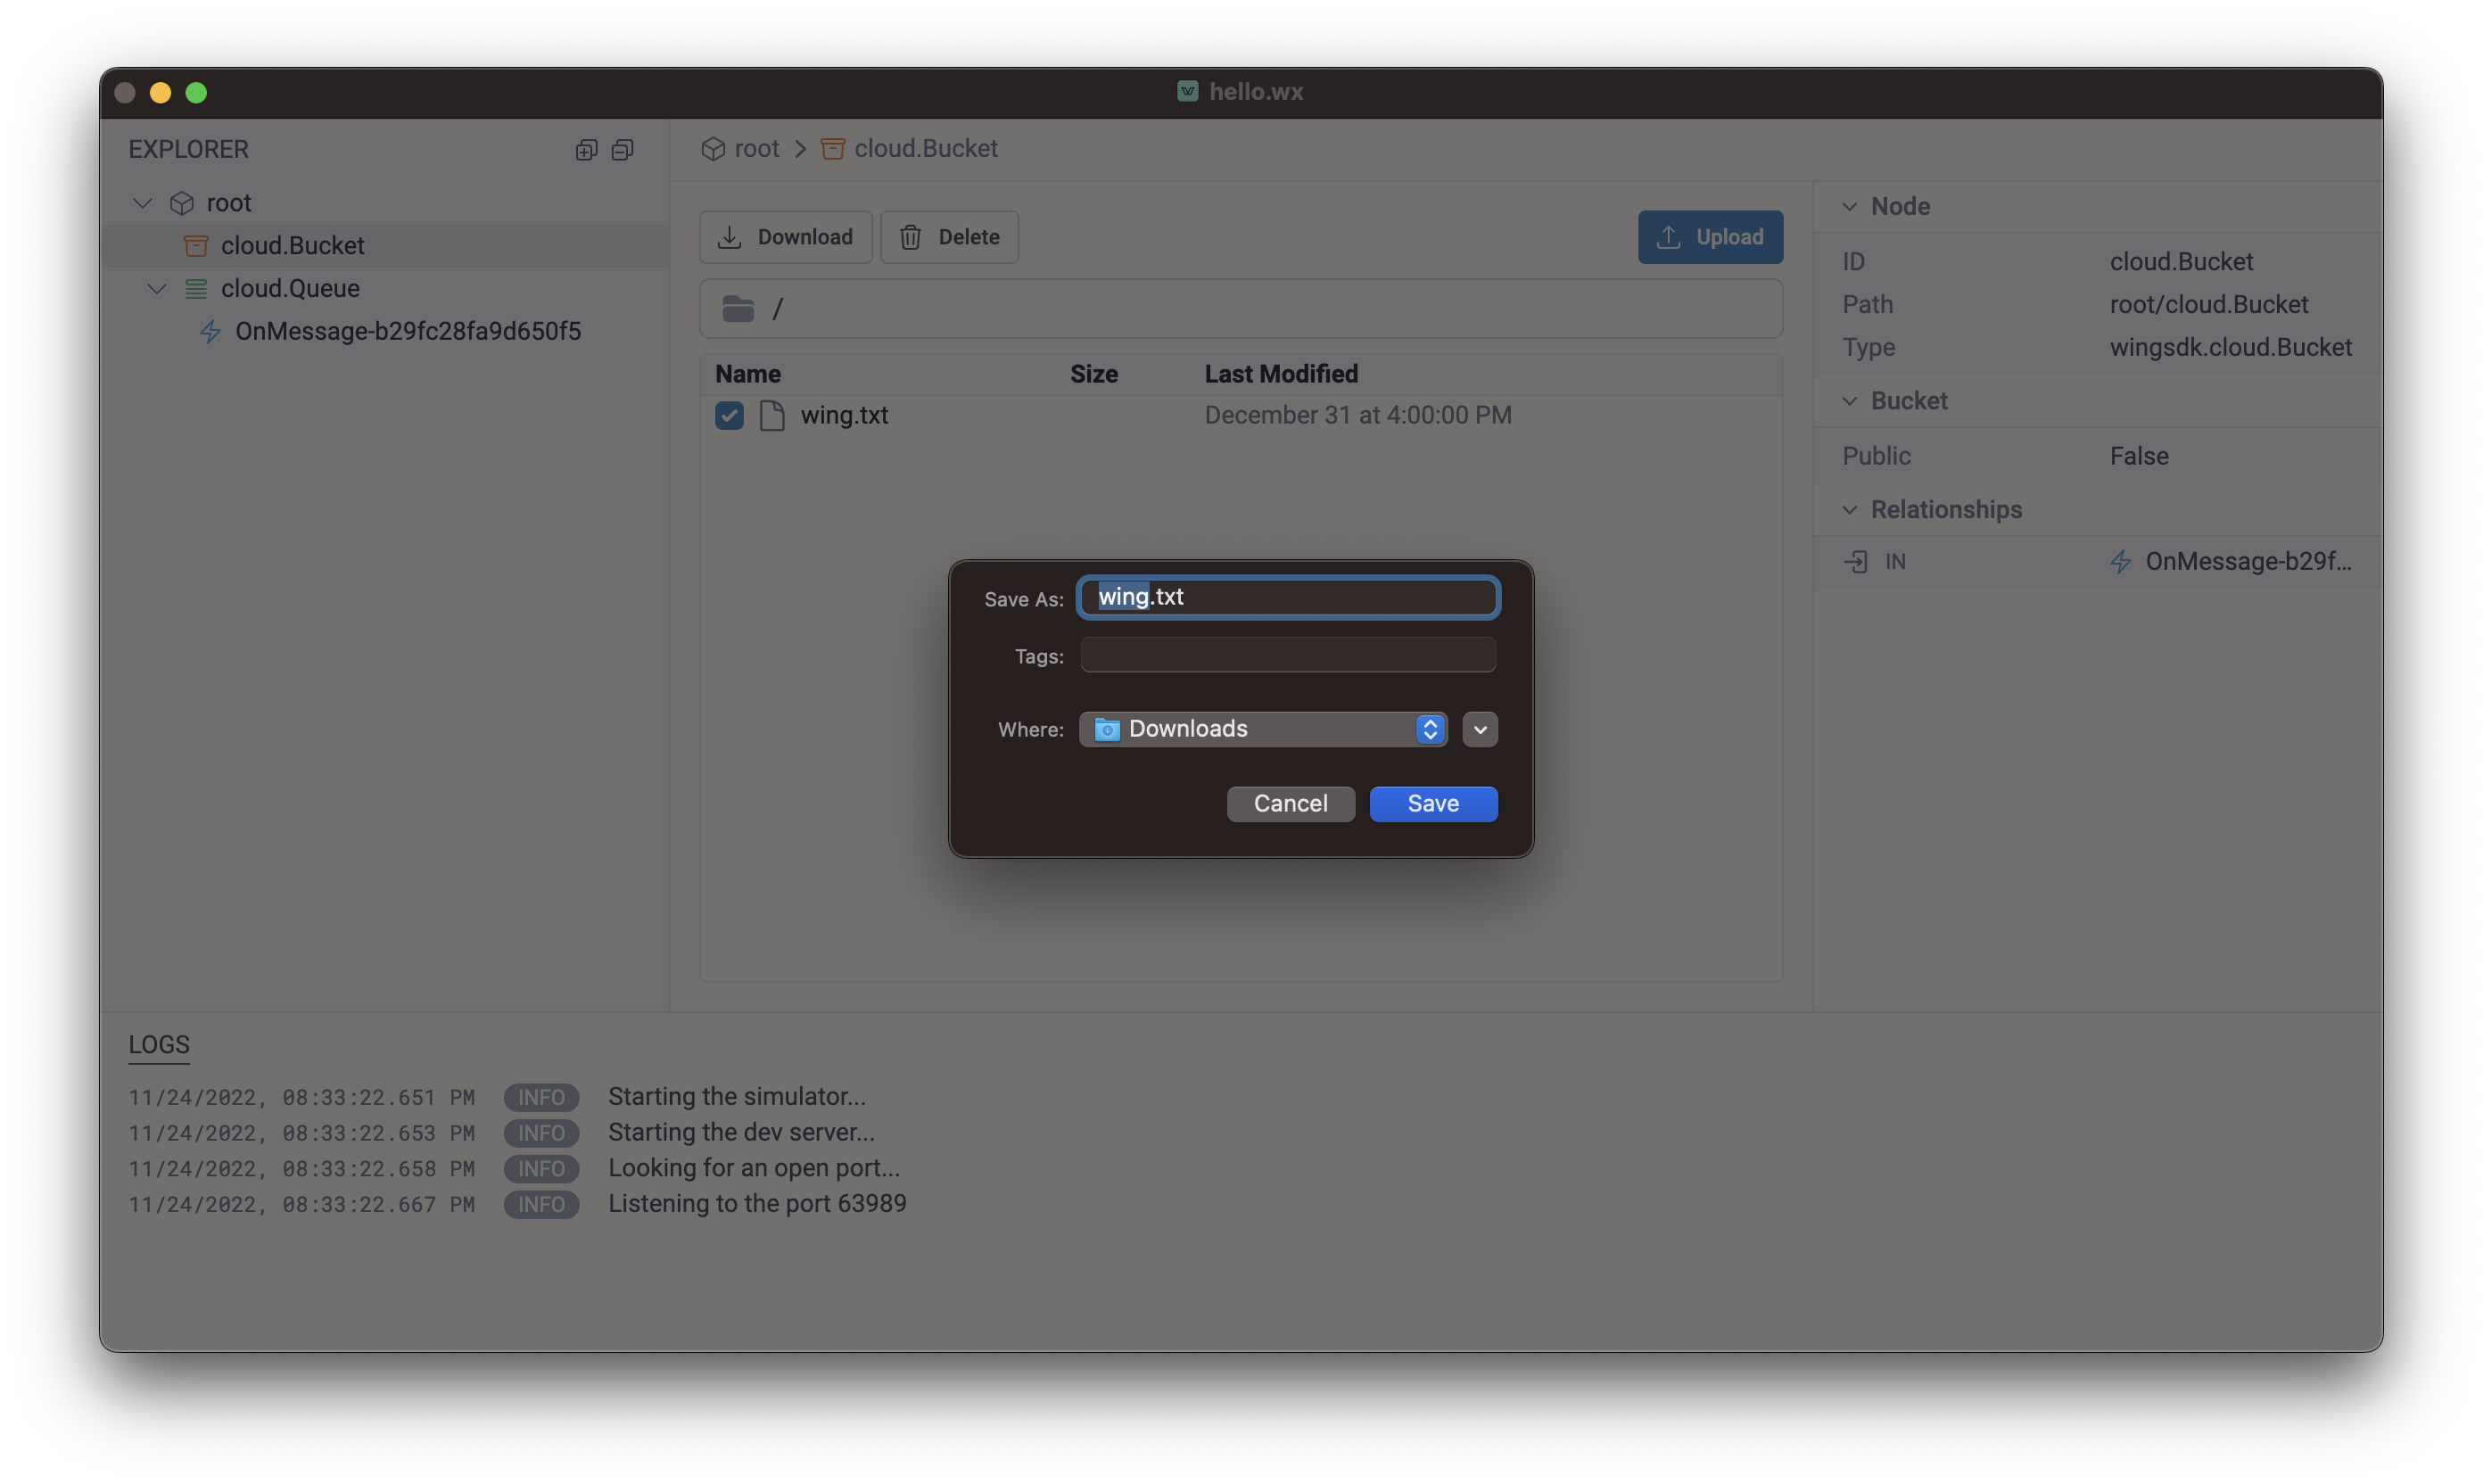 hello.wx
EXPLORER
root
cloud.Bucket
cloud.Queue
OnMessage-b29fc28fa9d650f5
root > cloud.Bucket
Download
Delete
Upload
/
Name Size Last Modified
wing.txt December 31 at 4:00:00 PM
Node
ID cloud.Bucket
Path root/cloud.Bucket
Type wingsdk.cloud.Bucket
Bucket
Public False
Relationships
IN OnMessage-b29f...
Save As: wing.txt
Tags:
Where: Downloads
Cancel Save
LOGS
11/24/2022, 08:33:22.651 PM INFO Starting the simulator...
11/24/2022, 08:33:22.653 PM INFO Starting the dev server...
11/24/2022, 08:33:22.658 PM INFO Looking for an open port...
11/24/2022, 08:33:22.667 PM INFO Listening to the port 63989